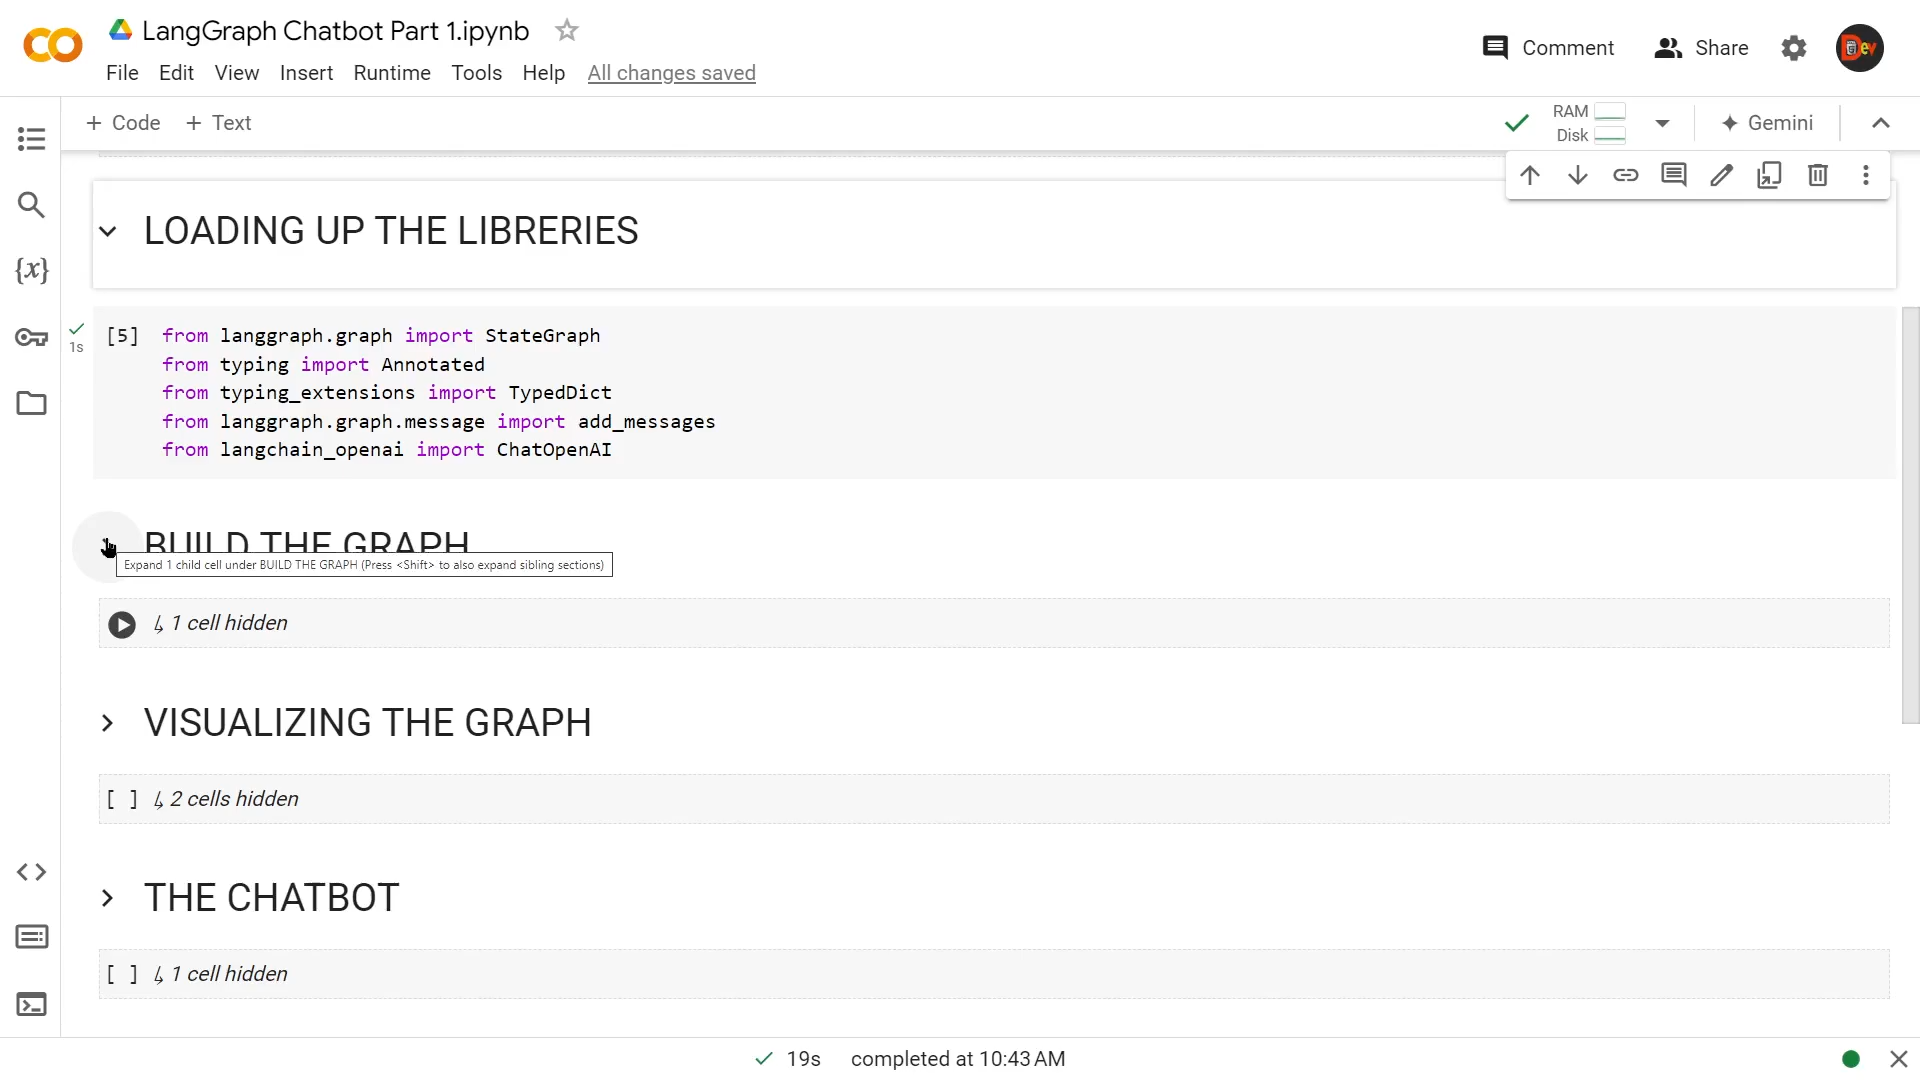 LangGraph Chatbot Part 1.ipynb
Comment
Share
Dev
File Edit View Insert Runtime Tools Help All changes saved
+ Code + Text
RAM
Disk
Gemini
LOADING UP THE LIBRERIES
1s
[5] from langgraph.graph import StateGraph
from typing import Annotated
from typing_extensions import TypedDict
from langgraph.graph.message import add_messages
from langchain_openai import ChatOpenAI
BUILD THE GRAPH
Expand 1 child cell under BUILD THE GRAPH (Press <Shift> to also expand sibling sections)
↳ 1 cell hidden
VISUALIZING THE GRAPH
[ ] ↳ 2 cells hidden
THE CHATBOT
[ ] ↳ 1 cell hidden
19s completed at 10:43 AM